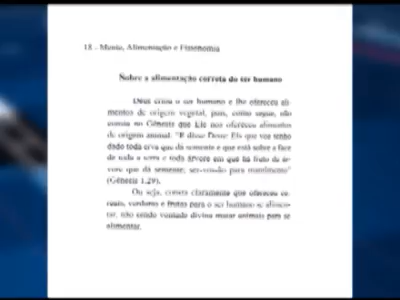 18 - Mente, Alimentação e Fisionomia
Sobre a alimentação correta do ser humano
Deus criou o ser humano e lhe ofereceu ali-
mentos de origem vegetal, pois, como segue, não
consta no Gênesis que Ele nos ofereceu alimentos
de origem animal. "E disse Deus: Eis que vos tenho
dado toda erva que dá semente e que está sobre a face
de toda a terra e toda árvore em que há fruto de ár-
vore que dá semente; ser-vos-ão para mantimento"
(Gênesis 1.29).
Ou seja, consta claramente que ofereceu ce-
reais, verduras e frutas para o ser humano se alimen-
tar, não sendo vontade divina matar animais para se
alimentar.